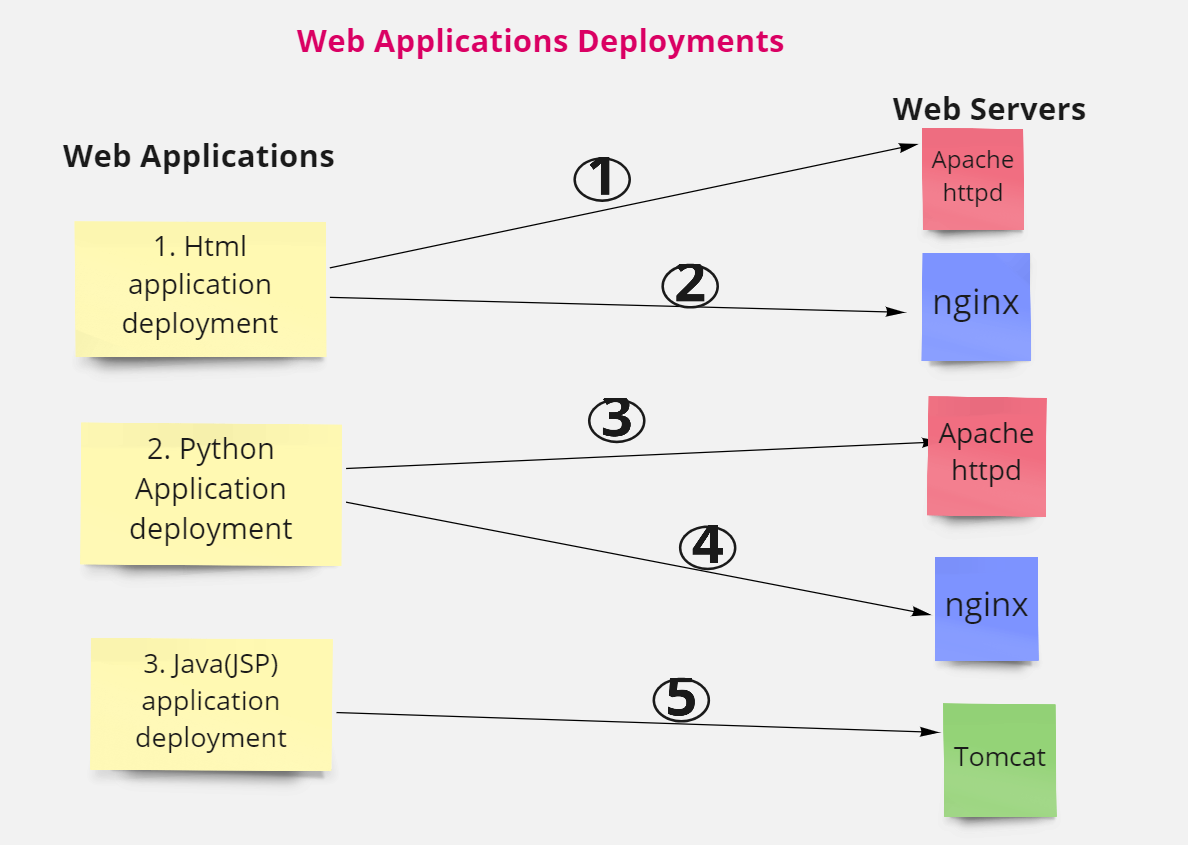 Web Applications Deployments
Web Servers
Web Applications
1. Html
application
deployment
1
Apache
httpd
2
nginx
2. Python
Application
deployment
3
Apache
httpd
4
nginx
3. Java(JSP)
application
deployment
5
Tomcat